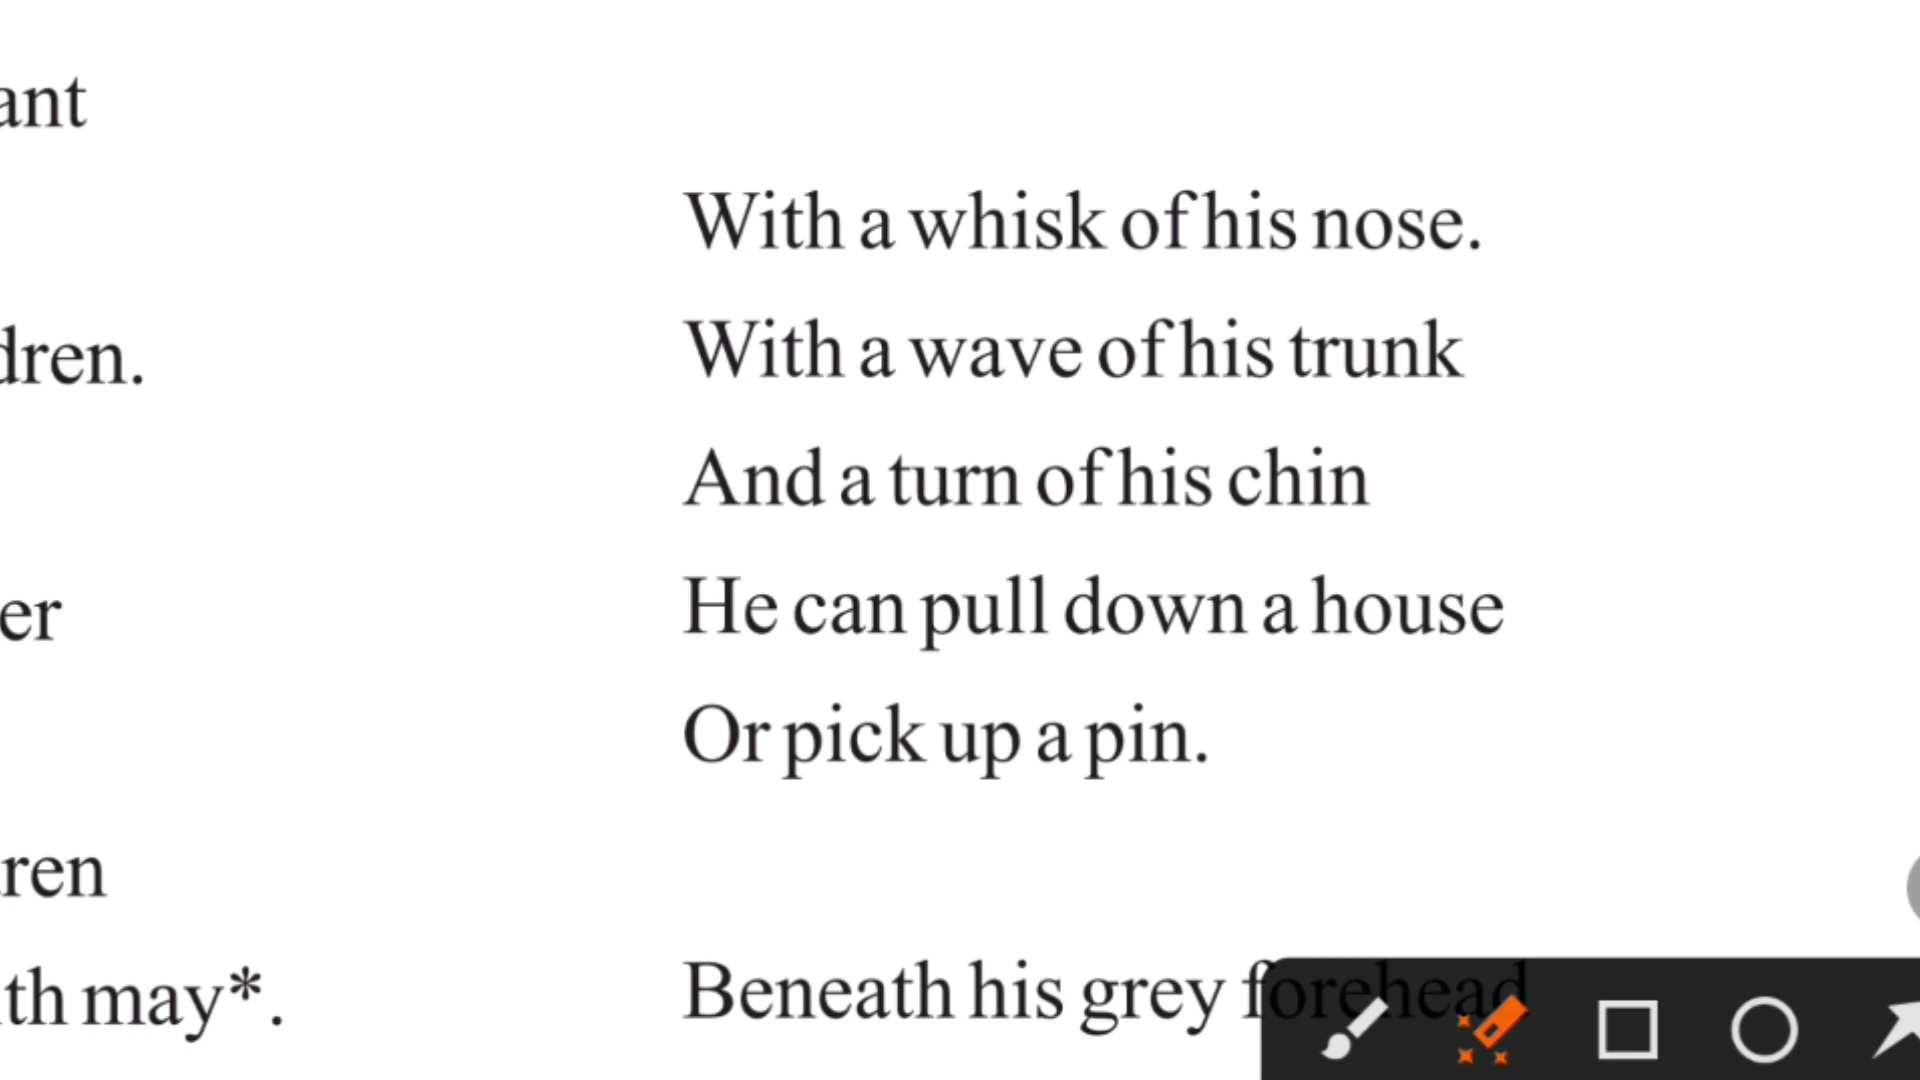 ant
dren.
er
ren
th may*.
With a whisk of his nose.
With a wave of his trunk
And a turn of his chin
He can pull down a house
Or pick up a pin.
Beneath his grey forehead